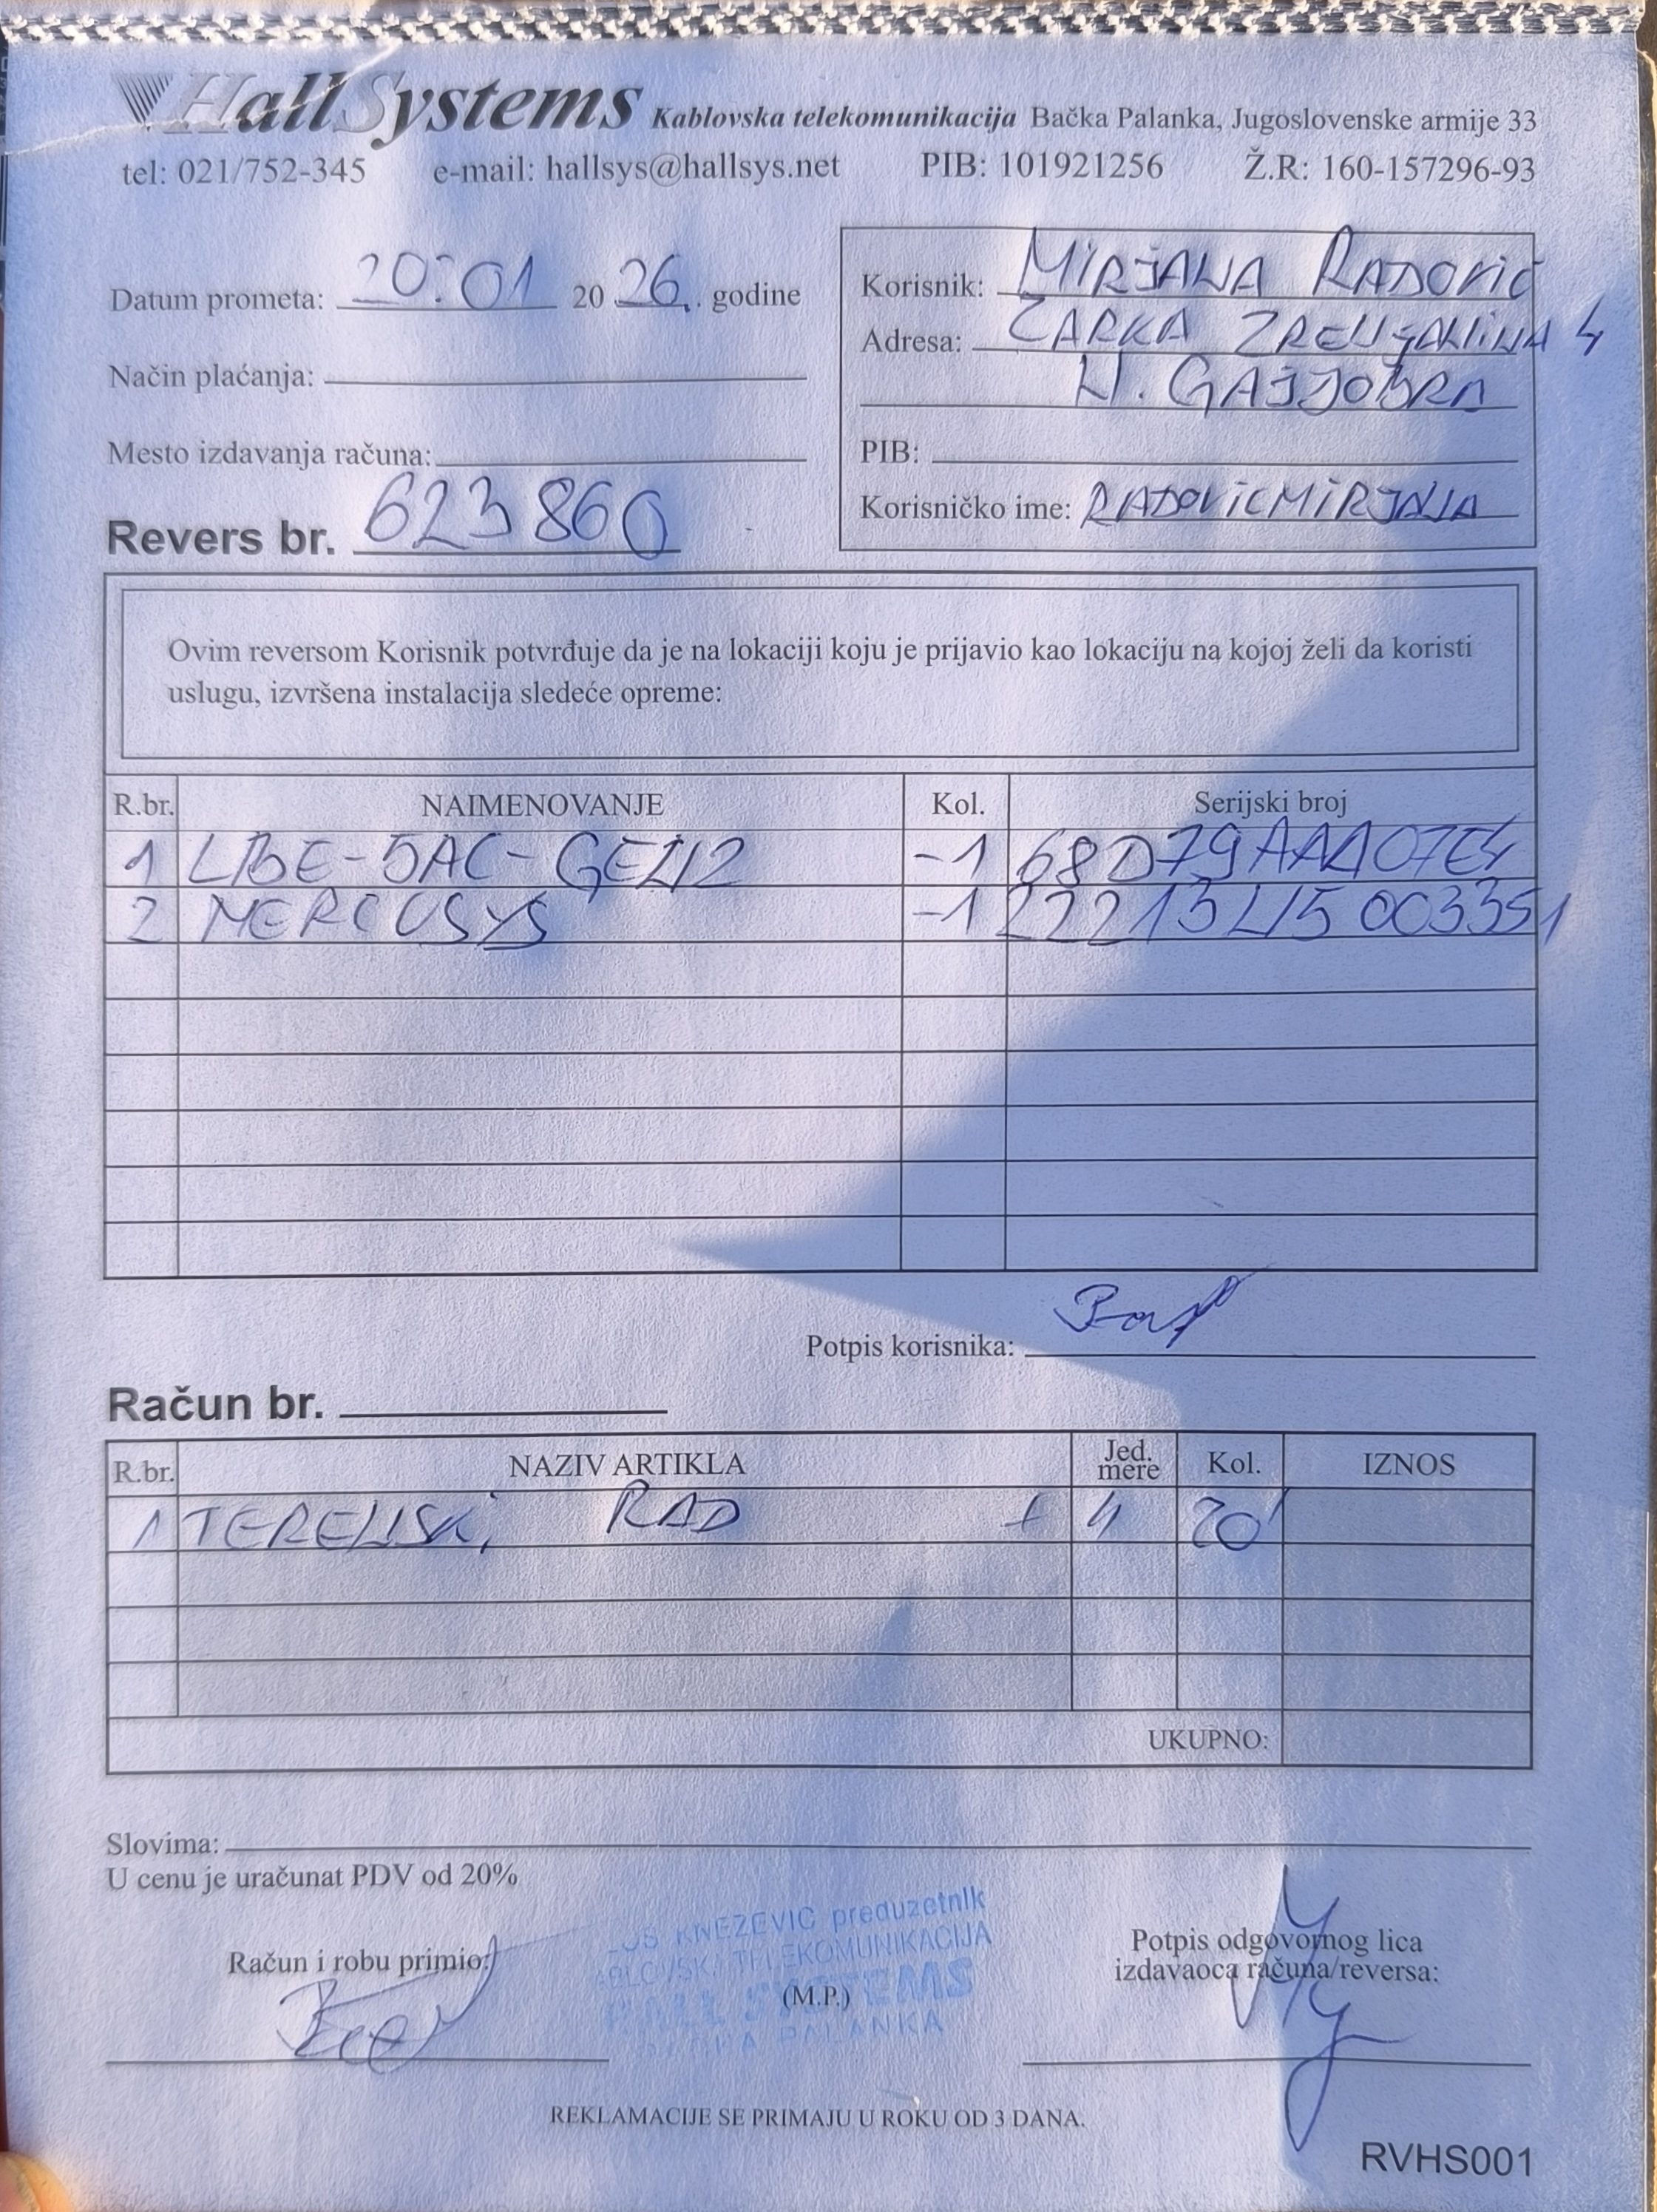 HallSystems Kablovska telekomunikacija Bačka Palanka, Jugoslovenske armije 33
tel: 021/752-345 e-mail: hallsys@hallsys.net PIB: 101921256 Ž.R: 160-157296-93
Datum prometa: 20.01 2026. godine
Način plaćanja:
Mesto izdavanja računa:
Revers br. 623860
Korisnik: MIRJANA RADOVIĆ
Adresa: ŽARKA ZRENJANINA 4
N. GAJDOBRA
PIB:
Korisničko ime: RADOVICMIRJANA
Ovim reversom Korisnik potvrđuje da je na lokaciji koju je prijavio kao lokaciju na kojoj želi da koristi
uslugu, izvršena instalacija sledeće opreme:
R.br. NAIMENOVANJE Kol. Serijski broj
1 LBE-5AC-GEN2 -1 68D79AAA07E4
2 MERCUSYS -1 22213L15003351
Potpis korisnika:
Račun br.
R.br. NAZIV ARTIKLA Jed. mere Kol. IZNOS
1 TERENSKI RAD 20'
UKUPNO:
Slovima:
U cenu je uračunat PDV od 20%
Račun i robu primio:
KNEZEVIC preduzetnik
TELEKOMUNIKACIJA
HALL SYSTEMS
PALANKA
(M.P.)
Potpis odgovornog lica
izdavaoca računa/reversa:
REKLAMACIJE SE PRIMAJU U ROKU OD 3 DANA.
RVHS001